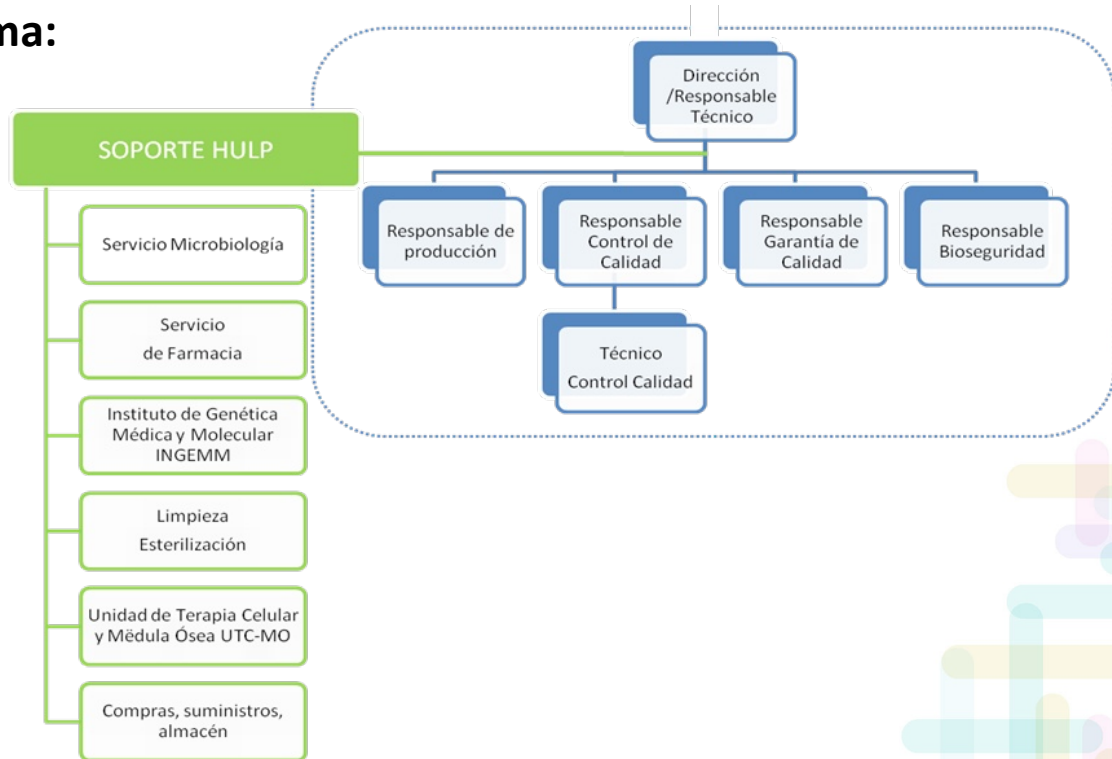 ma:
Dirección
/Responsable
Técnico
SOPORTE HULP
Responsable de
producción
Responsable
Control de
Calidad
Responsable
Garantía de
Calidad
Responsable
Bioseguridad
Técnico
Control Calidad
Servicio Microbiología
Servicio
de Farmacia
Instituto de Genética
Médica y Molecular
INGEMM
Limpieza
Esterilización
Unidad de Terapia Celular
y Mëdula Ósea UTC-MO
Compras, suministros,
almacén